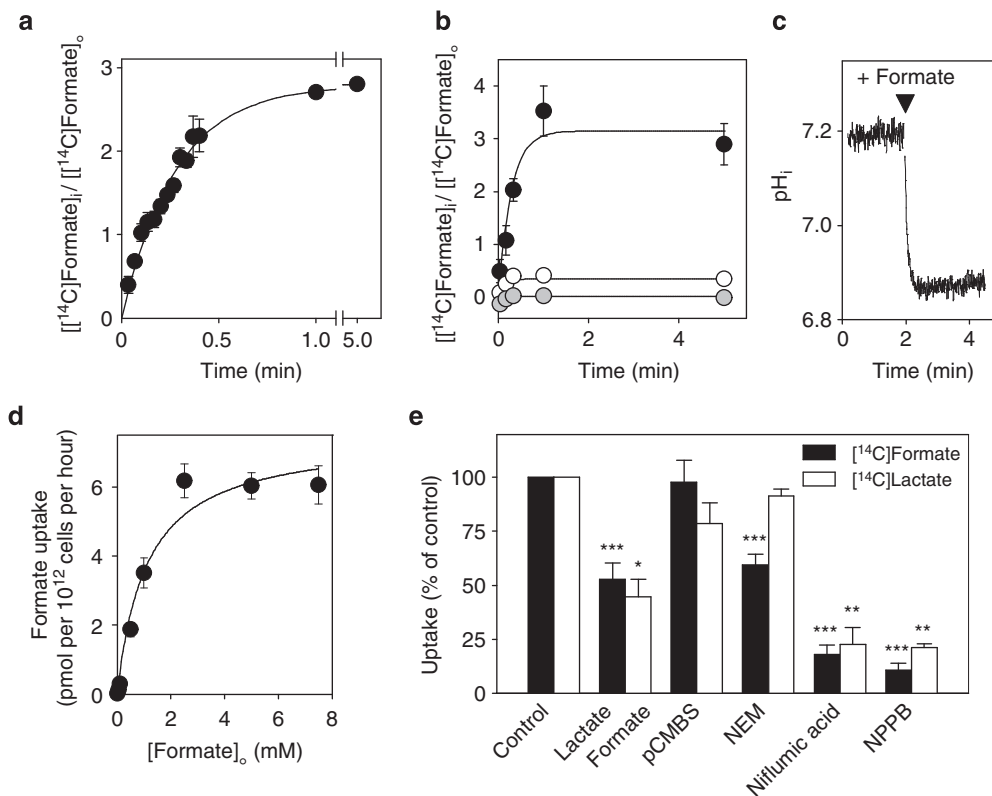 a
[[¹⁴C]Formate]ᵢ/ [[¹⁴C]Formate]ₒ
3
2
1
0
0 0.5 1.0 5.0
Time (min)
b
[[¹⁴C]Formate]ᵢ/ [[¹⁴C]Formate]ₒ
4
3
2
1
0
0 2 4
Time (min)
c
+ Formate
pHᵢ
7.2
7.0
6.8
0 2 4
Time (min)
d
Formate uptake
(pmol per 10¹² cells per hour)
6
4
2
0
0 2 4 6 8
[Formate]ₒ (mM)
e
Uptake (% of control)
100
75
50
25
0
[¹⁴C]Formate
[¹⁴C]Lactate
*** * *** *** ** *** **
Control
Lactate
Formate
pCMBS
NEM
Niflumic acid
NPPB